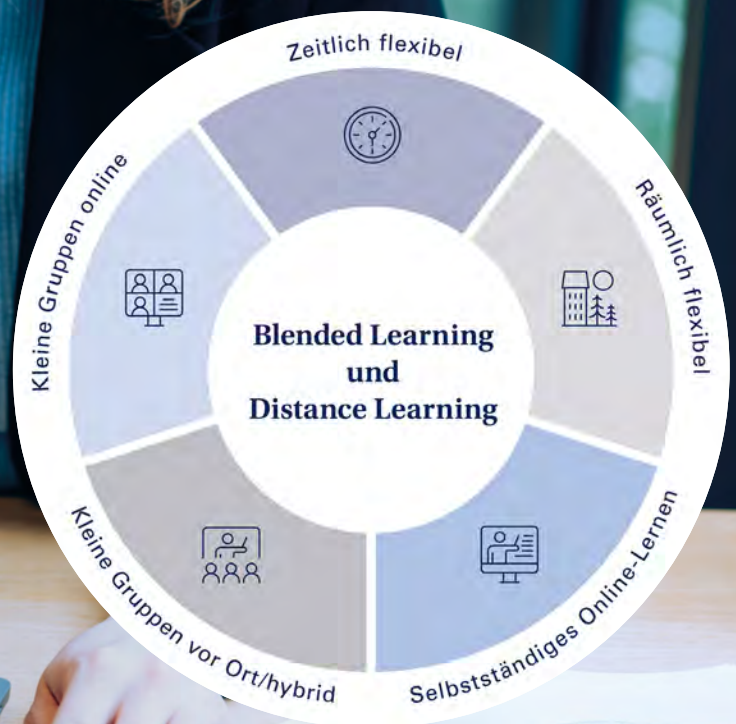 Zeitlich flexibel
Räumlich flexibel
Selbstständiges Online-Lernen
Kleine Gruppen vor Ort/hybrid
Kleine Gruppen online
Blended Learning
und
Distance Learning